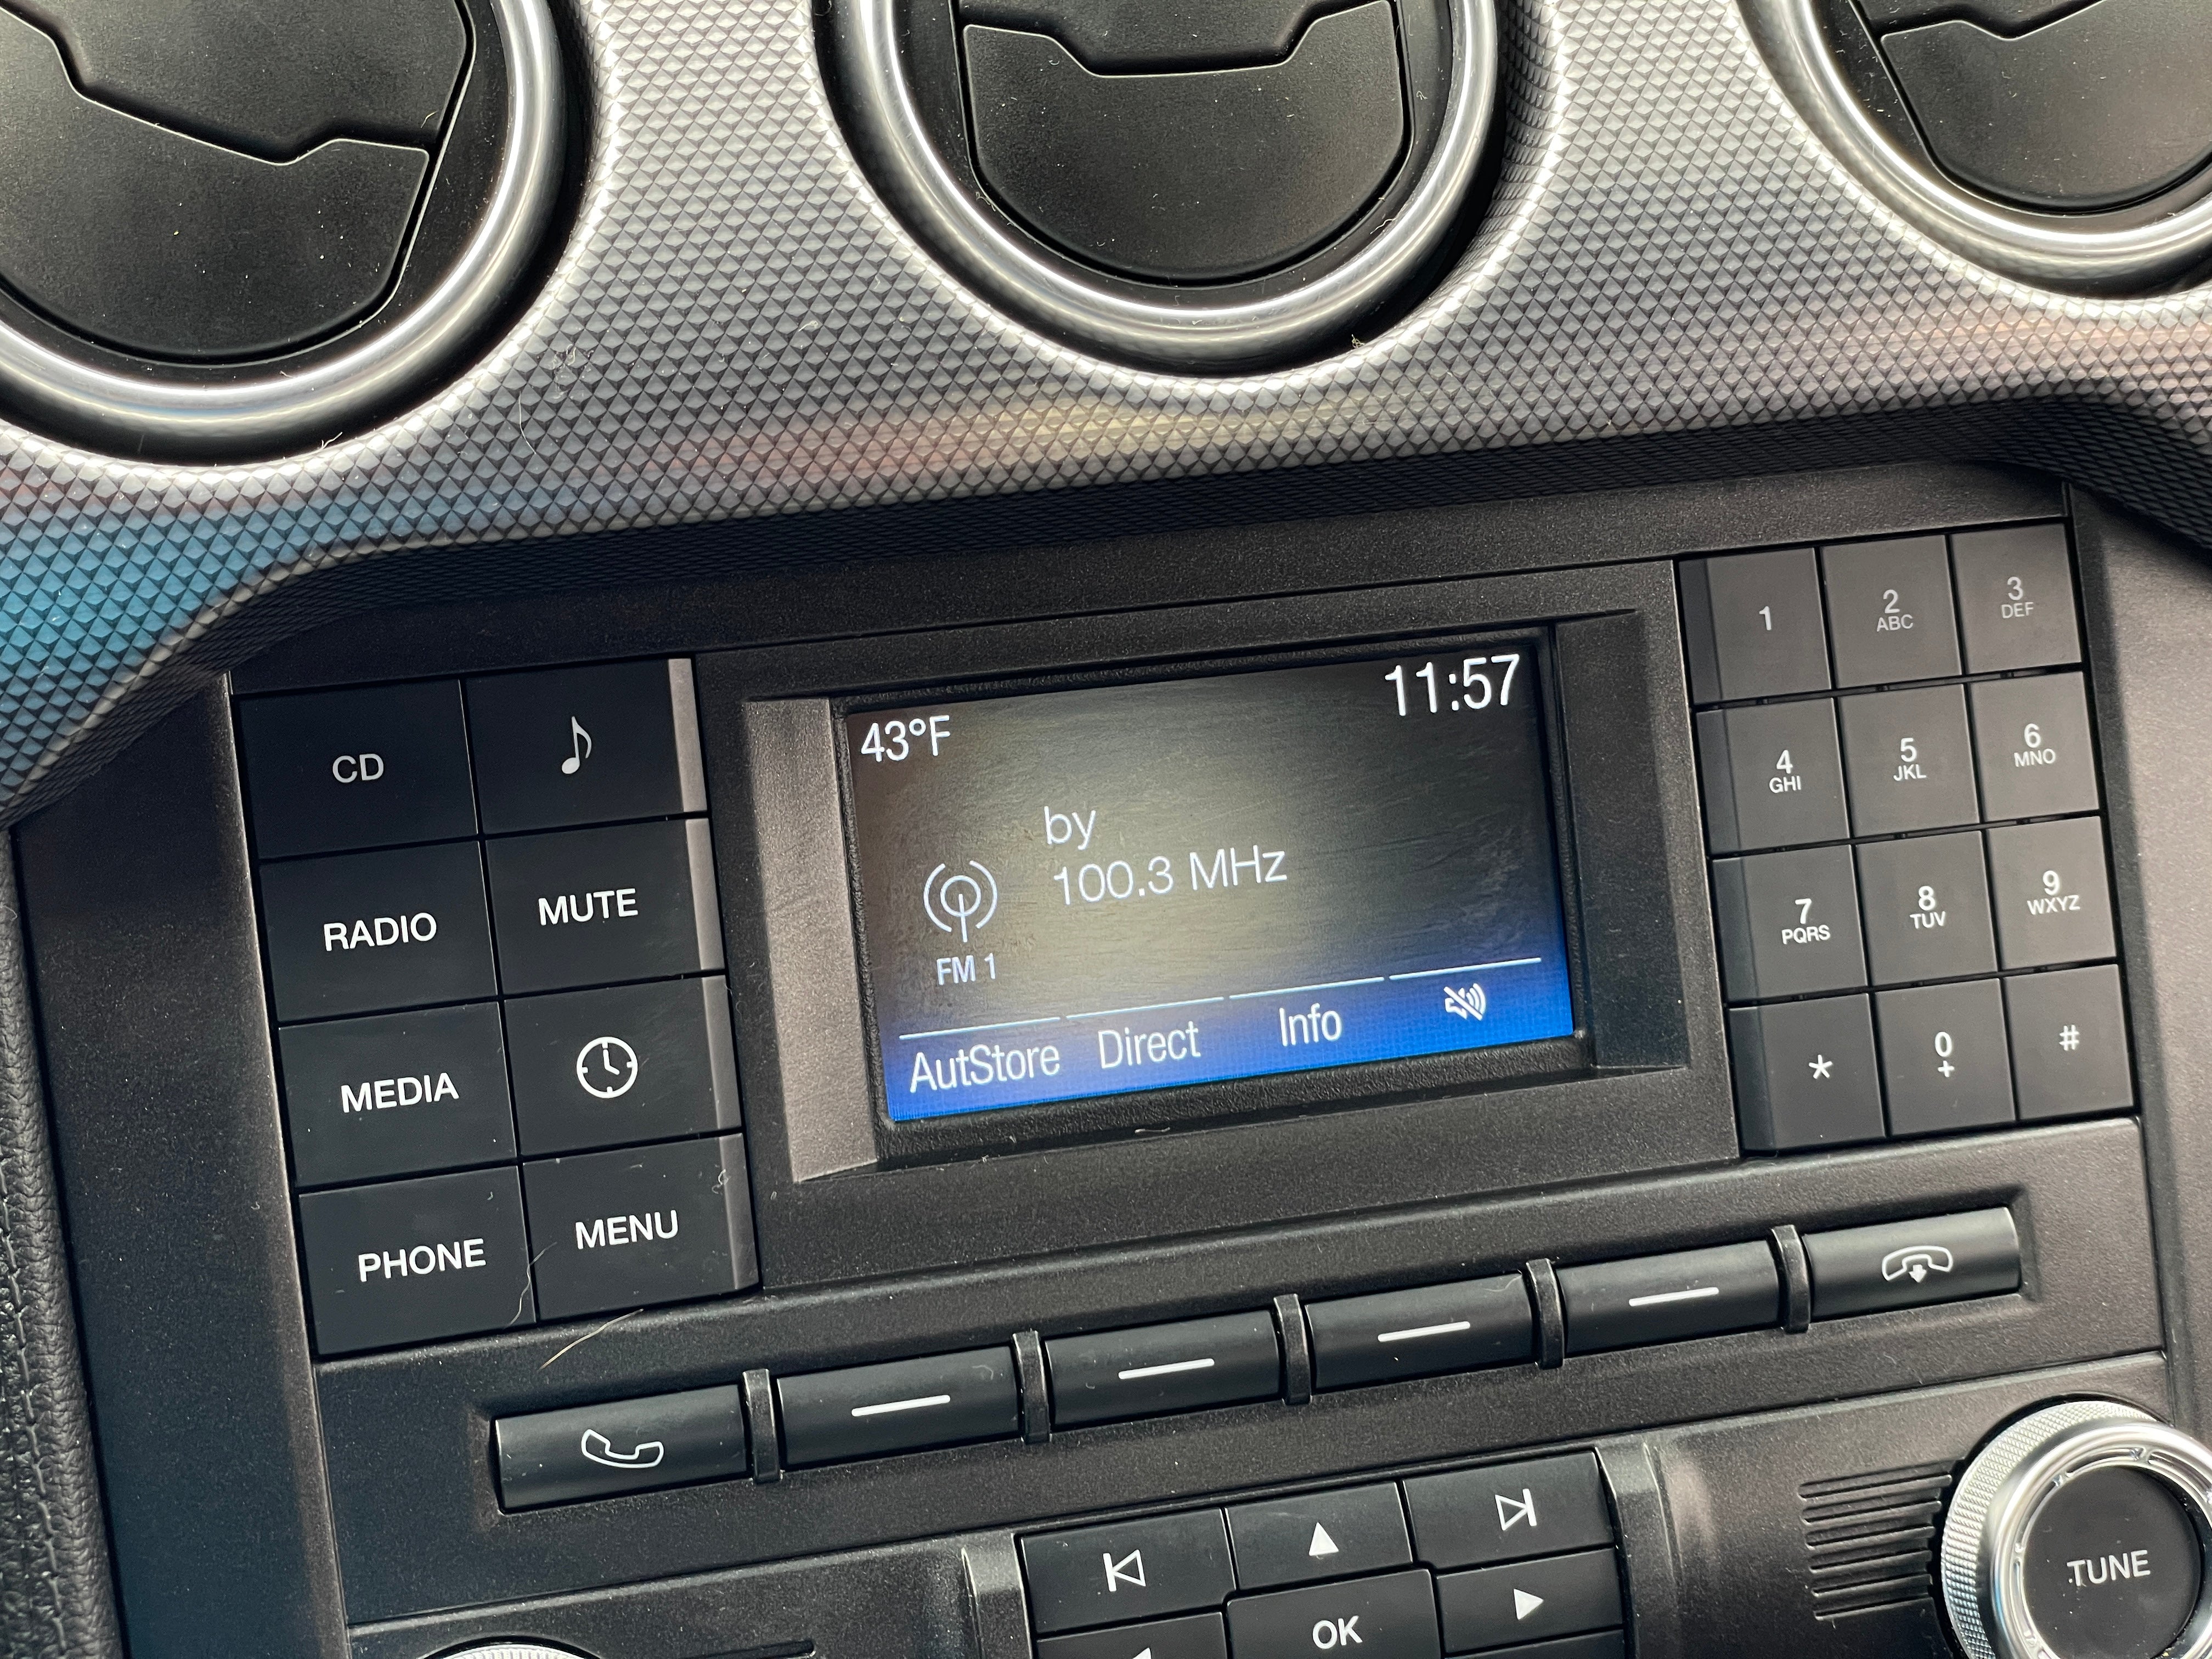 43°F
11:57
by
100.3 MHz
FM 1
AutStore
Direct
Info
CD
RADIO
MUTE
MEDIA
PHONE
MENU
1
2
ABC
3
DEF
4
GHI
5
JKL
6
MNO
7
PQRS
8
TUV
9
WXYZ
*
0
+
#
OK
TUNE